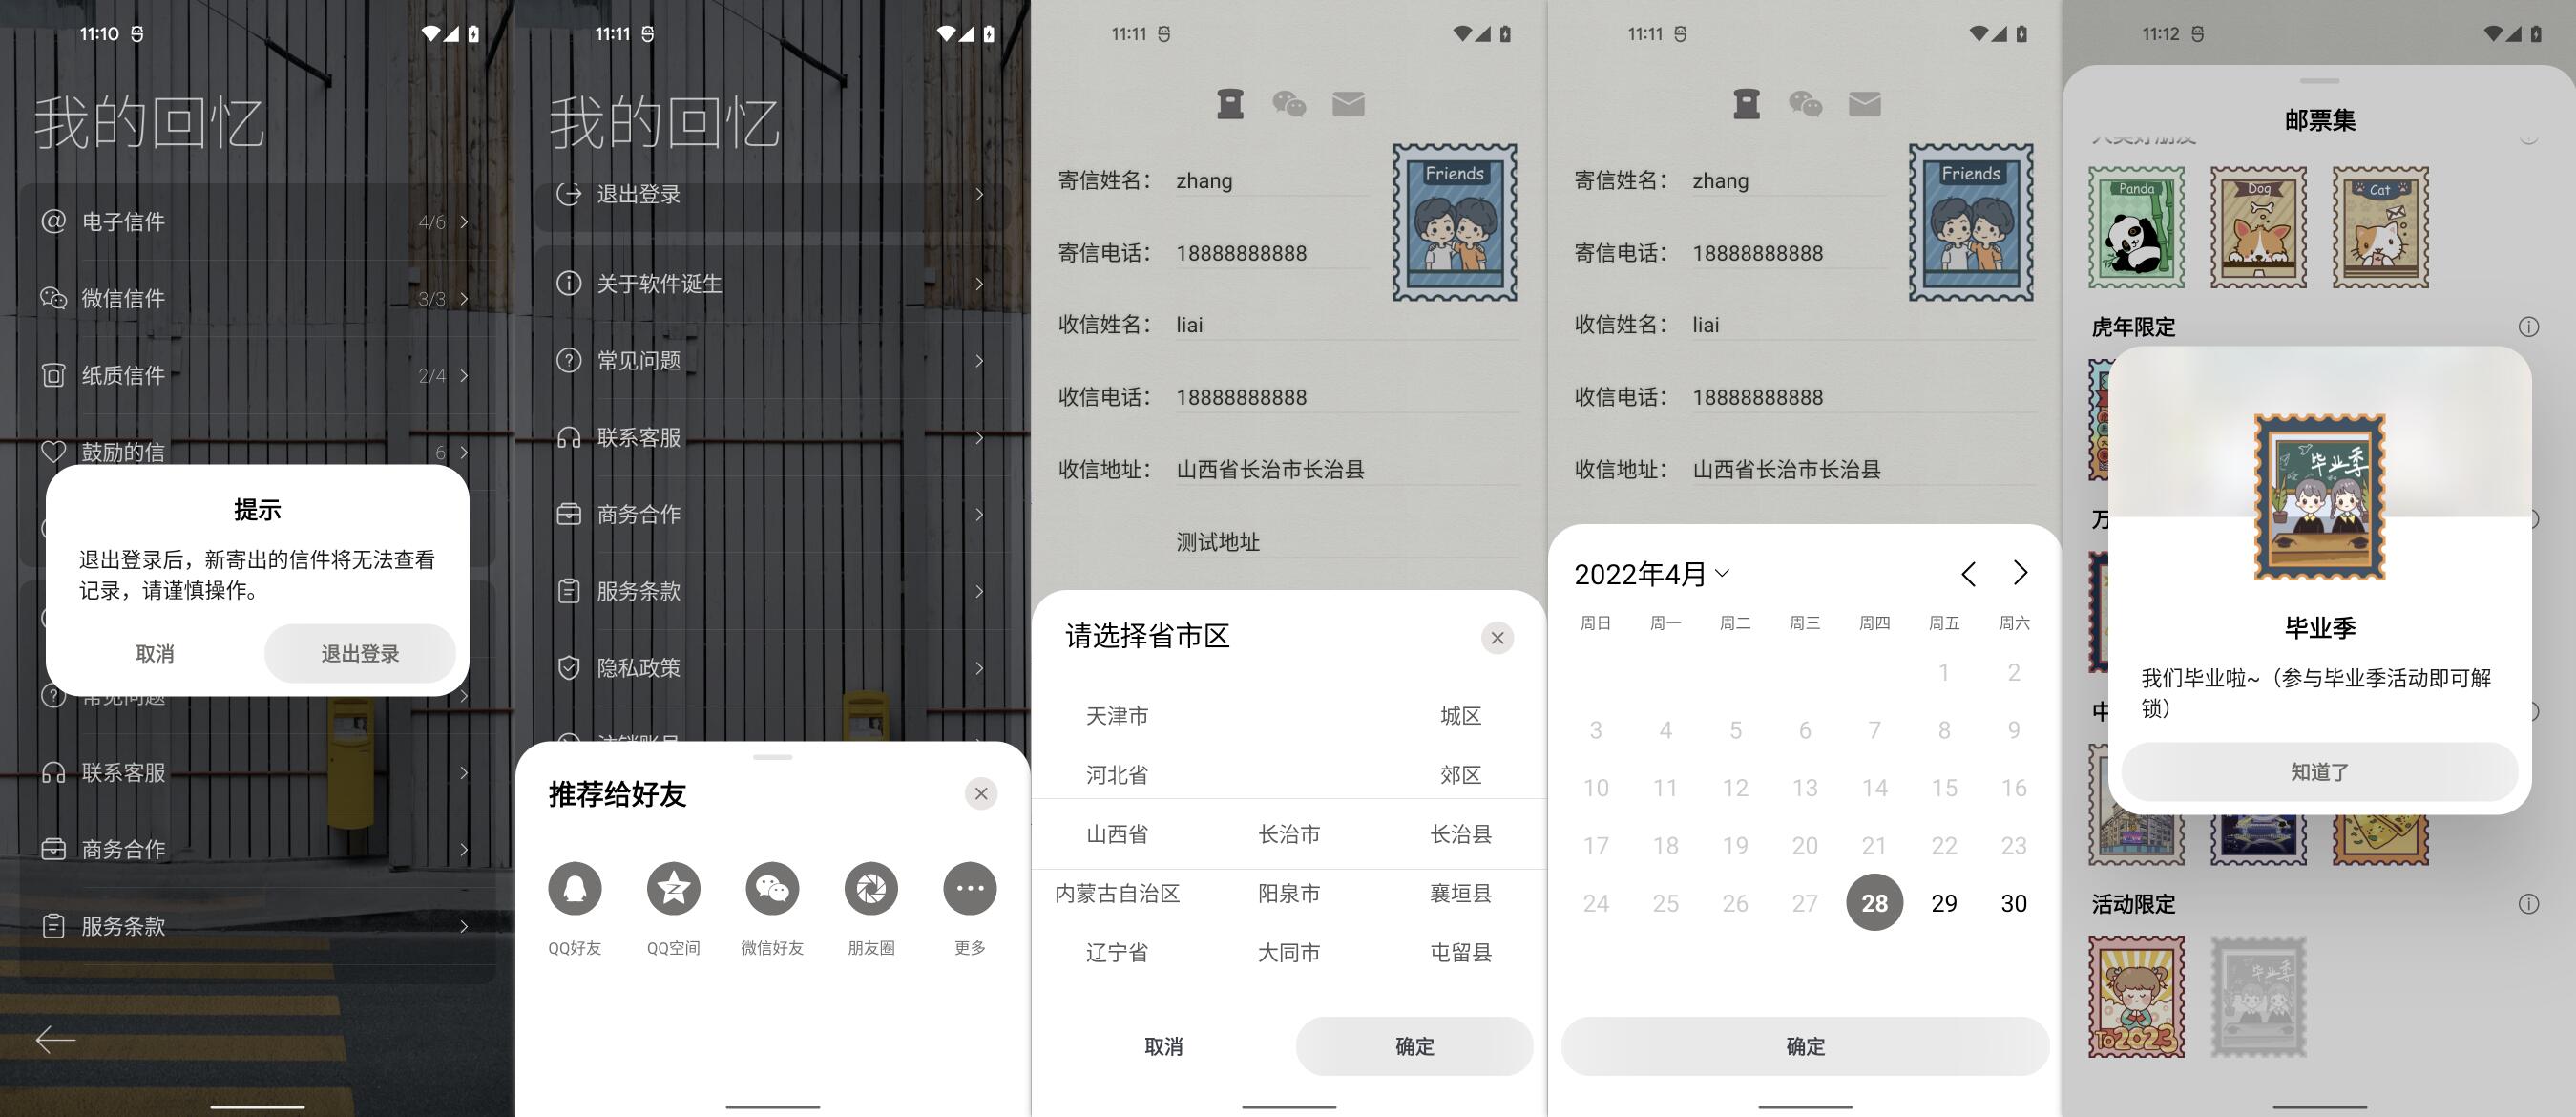 11:10
我的回忆
电子信件 4/6
微信信件 3/3
纸质信件 2/4
鼓励的信 6
提示
退出登录后，新寄出的信件将无法查看
记录，请谨慎操作。
取消 退出登录
常见问题
联系客服
商务合作
服务条款
11:11
我的回忆
退出登录
关于软件诞生
常见问题
联系客服
商务合作
服务条款
隐私政策
注销账号
推荐给好友
QQ好友 QQ空间 微信好友 朋友圈 更多
11:11
Friends
寄信姓名： zhang
寄信电话： 18888888888
收信姓名： liai
收信电话： 18888888888
收信地址： 山西省长治市长治县
测试地址
请选择省市区
天津市 城区
河北省 郊区
山西省 长治市 长治县
内蒙古自治区 阳泉市 襄垣县
辽宁省 大同市 屯留县
取消 确定
11:11
Friends
寄信姓名： zhang
寄信电话： 18888888888
收信姓名： liai
收信电话： 18888888888
收信地址： 山西省长治市长治县
2022年4月
周日 周一 周二 周三 周四 周五 周六
1 2
3 4 5 6 7 8 9
10 11 12 13 14 15 16
17 18 19 20 21 22 23
24 25 26 27 28 29 30
确定
11:12
邮票集
Panda Dog Cat
虎年限定
万
毕业季
毕业季
我们毕业啦~（参与毕业季活动即可解
锁）
中
知道了
活动限定
To2023
毕业季